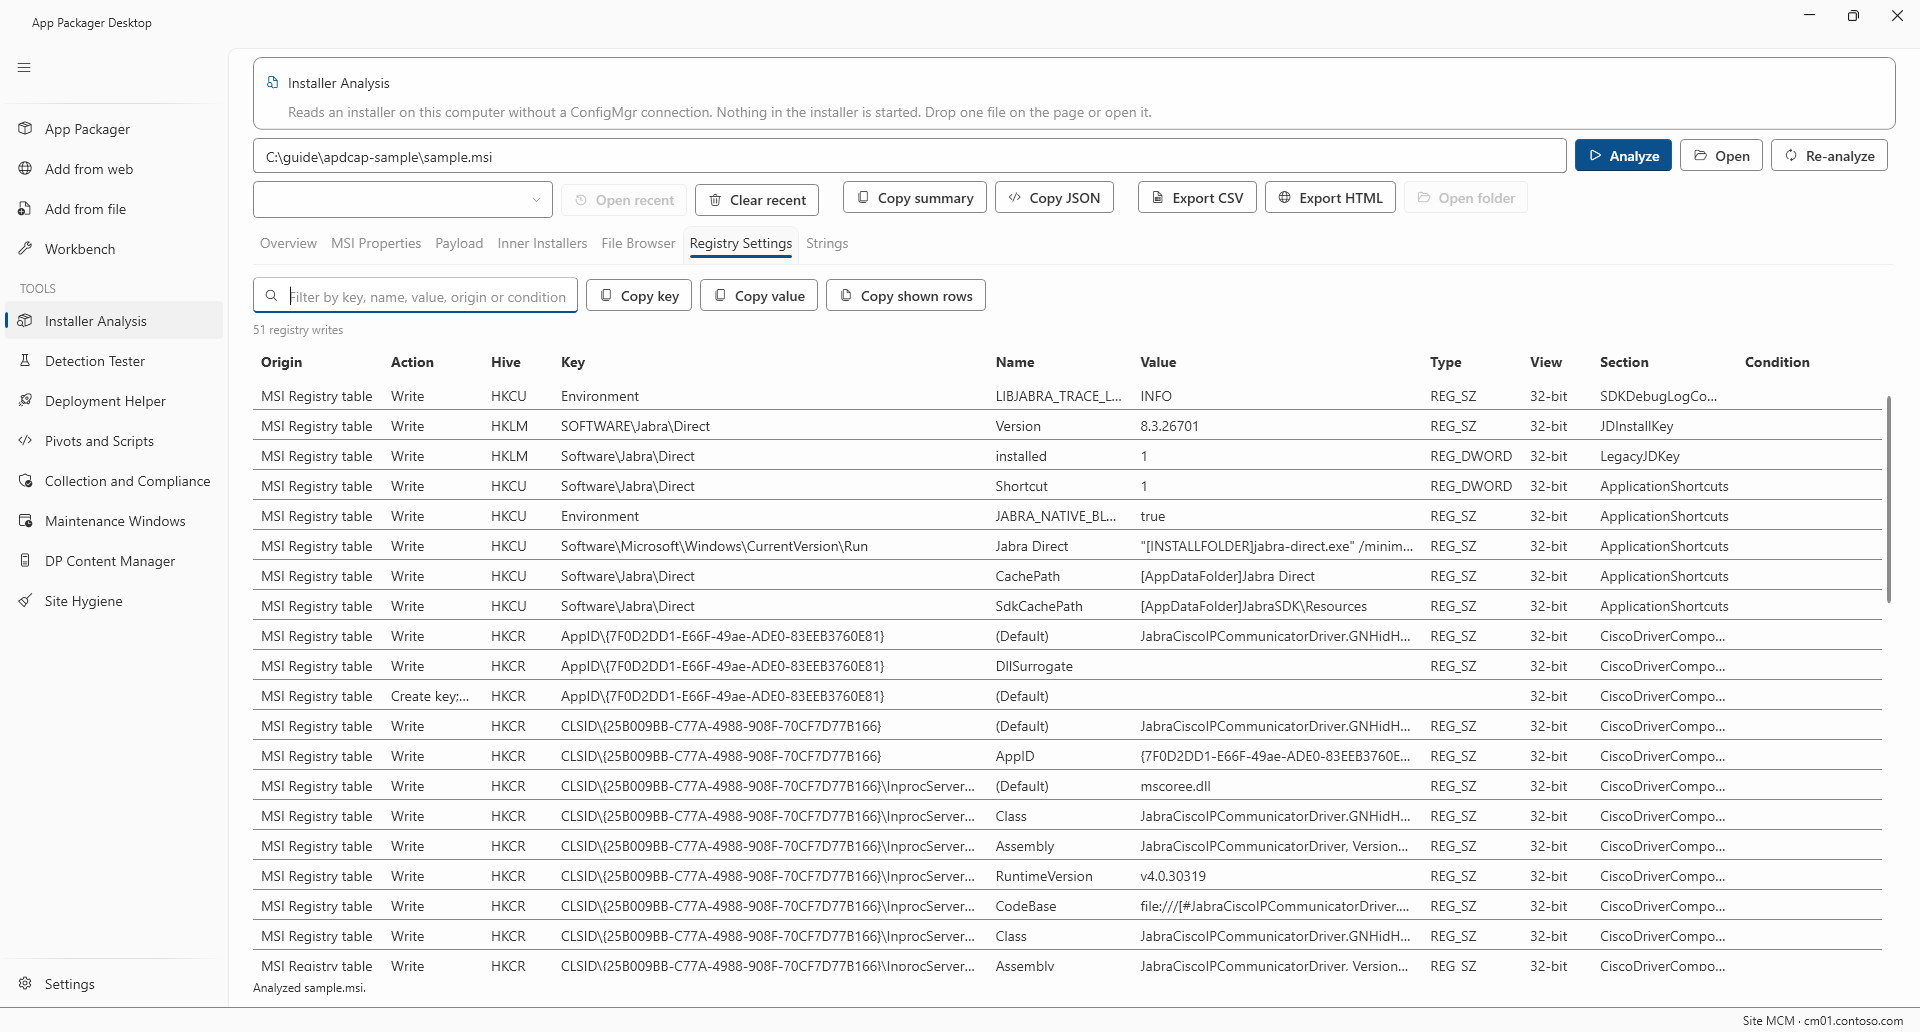 App Packager Desktop
App Packager
Add from web
Add from file
Workbench
TOOLS
Installer Analysis
Detection Tester
Deployment Helper
Pivots and Scripts
Collection and Compliance
Maintenance Windows
DP Content Manager
Site Hygiene
Settings
Installer Analysis
Reads an installer on this computer without a ConfigMgr connection. Nothing in the installer is started. Drop one file on the page or open it.
C:\guide\apdcap-sample\sample.msi Analyze Open Re-analyze
Open recent Clear recent Copy summary Copy JSON Export CSV Export HTML Open folder
Overview MSI Properties Payload Inner Installers File Browser Registry Settings Strings
Filter by key, name, value, origin or condition Copy key Copy value Copy shown rows
51 registry writes
Origin Action Hive Key Name Value Type View Section Condition
MSI Registry table Write HKCU Environment LIBJABRA_TRACE_L... INFO REG_SZ 32-bit SDKDebugLogCo...
MSI Registry table Write HKLM SOFTWARE\Jabra\Direct Version 8.3.26701 REG_SZ 32-bit JDInstallKey
MSI Registry table Write HKLM Software\Jabra\Direct installed 1 REG_DWORD 32-bit LegacyJDKey
MSI Registry table Write HKCU Software\Jabra\Direct Shortcut 1 REG_DWORD 32-bit ApplicationShortcuts
MSI Registry table Write HKCU Environment JABRA_NATIVE_BL... true REG_SZ 32-bit ApplicationShortcuts
MSI Registry table Write HKCU Software\Microsoft\Windows\CurrentVersion\Run Jabra Direct "[INSTALLFOLDER]jabra-direct.exe" /minim... REG_SZ 32-bit ApplicationShortcuts
MSI Registry table Write HKCU Software\Jabra\Direct CachePath [AppDataFolder]Jabra Direct REG_SZ 32-bit ApplicationShortcuts
MSI Registry table Write HKCU Software\Jabra\Direct SdkCachePath [AppDataFolder]JabraSDK\Resources REG_SZ 32-bit ApplicationShortcuts
MSI Registry table Write HKCR AppID\{7F0D2DD1-E66F-49ae-ADE0-83EEB3760E81} (Default) JabraCiscoIPCommunicatorDriver.GNHidH... REG_SZ 32-bit CiscoDriverCompo...
MSI Registry table Write HKCR AppID\{7F0D2DD1-E66F-49ae-ADE0-83EEB3760E81} DllSurrogate REG_SZ 32-bit CiscoDriverCompo...
MSI Registry table Create key;... HKCR AppID\{7F0D2DD1-E66F-49ae-ADE0-83EEB3760E81} (Default) 32-bit CiscoDriverCompo...
MSI Registry table Write HKCR CLSID\{25B009BB-C77A-4988-908F-70CF7D77B166} (Default) JabraCiscoIPCommunicatorDriver.GNHidH... REG_SZ 32-bit CiscoDriverCompo...
MSI Registry table Write HKCR CLSID\{25B009BB-C77A-4988-908F-70CF7D77B166} AppID {7F0D2DD1-E66F-49ae-ADE0-83EEB3760E... REG_SZ 32-bit CiscoDriverCompo...
MSI Registry table Write HKCR CLSID\{25B009BB-C77A-4988-908F-70CF7D77B166}\InprocServer... (Default) mscoree.dll REG_SZ 32-bit CiscoDriverCompo...
MSI Registry table Write HKCR CLSID\{25B009BB-C77A-4988-908F-70CF7D77B166}\InprocServer... Class JabraCiscoIPCommunicatorDriver.GNHidH... REG_SZ 32-bit CiscoDriverCompo...
MSI Registry table Write HKCR CLSID\{25B009BB-C77A-4988-908F-70CF7D77B166}\InprocServer... Assembly JabraCiscoIPCommunicatorDriver, Version... REG_SZ 32-bit CiscoDriverCompo...
MSI Registry table Write HKCR CLSID\{25B009BB-C77A-4988-908F-70CF7D77B166}\InprocServer... RuntimeVersion v4.0.30319 REG_SZ 32-bit CiscoDriverCompo...
MSI Registry table Write HKCR CLSID\{25B009BB-C77A-4988-908F-70CF7D77B166}\InprocServer... CodeBase file:///[#JabraCiscoIPCommunicatorDriver.... REG_SZ 32-bit CiscoDriverCompo...
MSI Registry table Write HKCR CLSID\{25B009BB-C77A-4988-908F-70CF7D77B166}\InprocServer... Class JabraCiscoIPCommunicatorDriver.GNHidH... REG_SZ 32-bit CiscoDriverCompo...
MSI Registry table Write HKCR CLSID\{25B009BB-C77A-4988-908F-70CF7D77B166}\InprocServer... Assembly JabraCiscoIPCommunicatorDriver, Version... REG_SZ 32-bit CiscoDriverCompo...
Analyzed sample.msi.
Site MCM · cm01.contoso.com